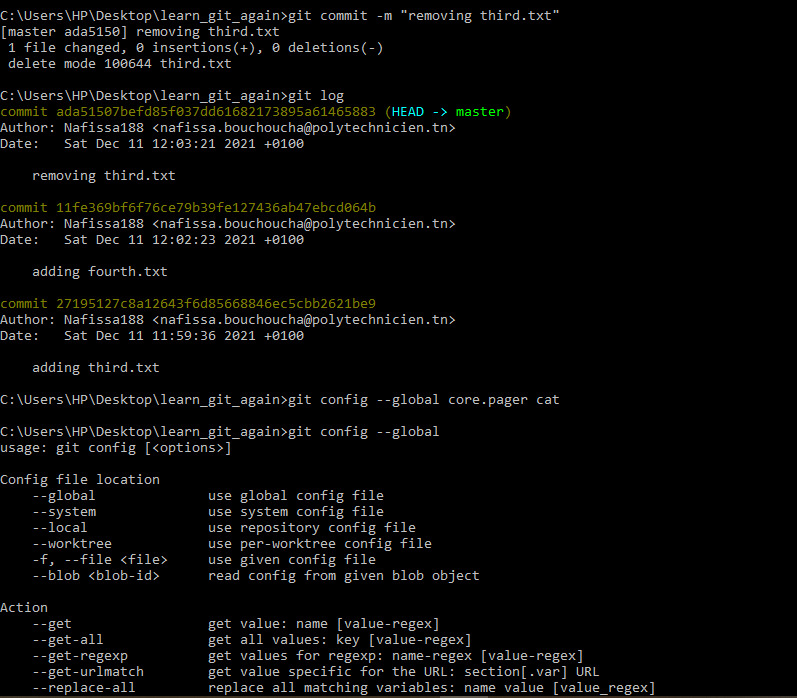 C:\Users\HP\Desktop\learn_git_again>git commit -m "removing third.txt"
[master ada5150] removing third.txt
 1 file changed, 0 insertions(+), 0 deletions(-)
 delete mode 100644 third.txt

C:\Users\HP\Desktop\learn_git_again>git log
commit ada51507befd85f037dd61682173895a61465883 (HEAD -> master)
Author: Nafissa188 <nafissa.bouchoucha@polytechnicien.tn>
Date:   Sat Dec 11 12:03:21 2021 +0100

    removing third.txt

commit 11fe369bf6f76ce79b39fe127436ab47ebcd064b
Author: Nafissa188 <nafissa.bouchoucha@polytechnicien.tn>
Date:   Sat Dec 11 12:02:23 2021 +0100

    adding fourth.txt

commit 27195127c8a12643f6d85668846ec5cbb2621be9
Author: Nafissa188 <nafissa.bouchoucha@polytechnicien.tn>
Date:   Sat Dec 11 11:59:36 2021 +0100

    adding third.txt

C:\Users\HP\Desktop\learn_git_again>git config --global core.pager cat

C:\Users\HP\Desktop\learn_git_again>git config --global
usage: git config [<options>]

Config file location
    --global              use global config file
    --system              use system config file
    --local               use repository config file
    --worktree            use per-worktree config file
    -f, --file <file>     use given config file
    --blob <blob-id>      read config from given blob object

Action
    --get                 get value: name [value-regex]
    --get-all             get all values: key [value-regex]
    --get-regexp          get values for regexp: name-regex [value-regex]
    --get-urlmatch        get value specific for the URL: section[.var] URL
    --replace-all         replace all matching variables: name value [value_regex]